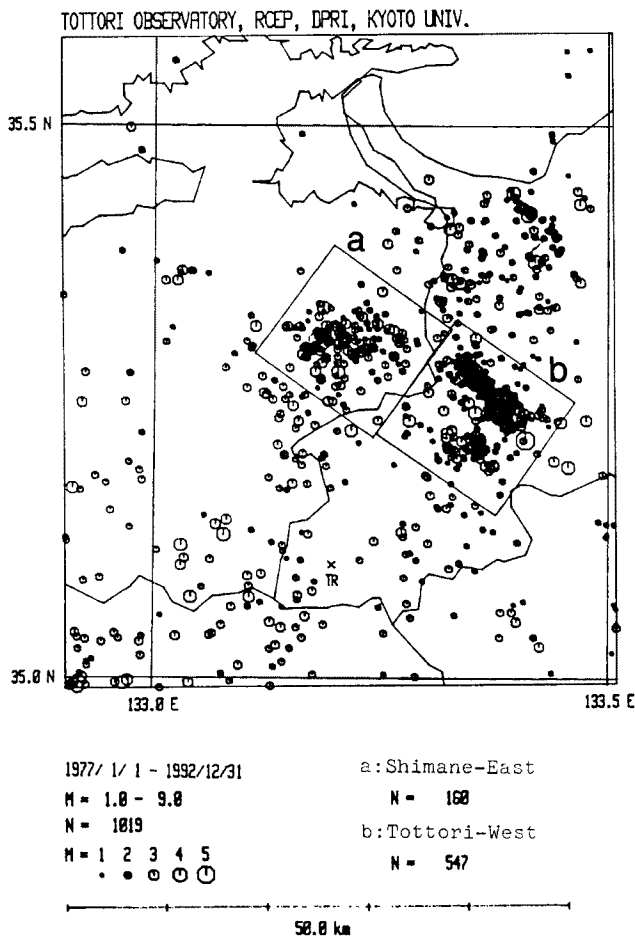 TOTTORI OBSERVATORY, RCEP, DPRI, KYOTO UNIV.
35.5 N
a
b
TR
35.0 N
133.0 E
133.5 E
1977/ 1/ 1 - 1992/12/31
M = 1.0 - 9.0
N = 1019
M = 1 2 3 4 5
a:Shimane-East
N = 160
b:Tottori-West
N = 547
50.0 km